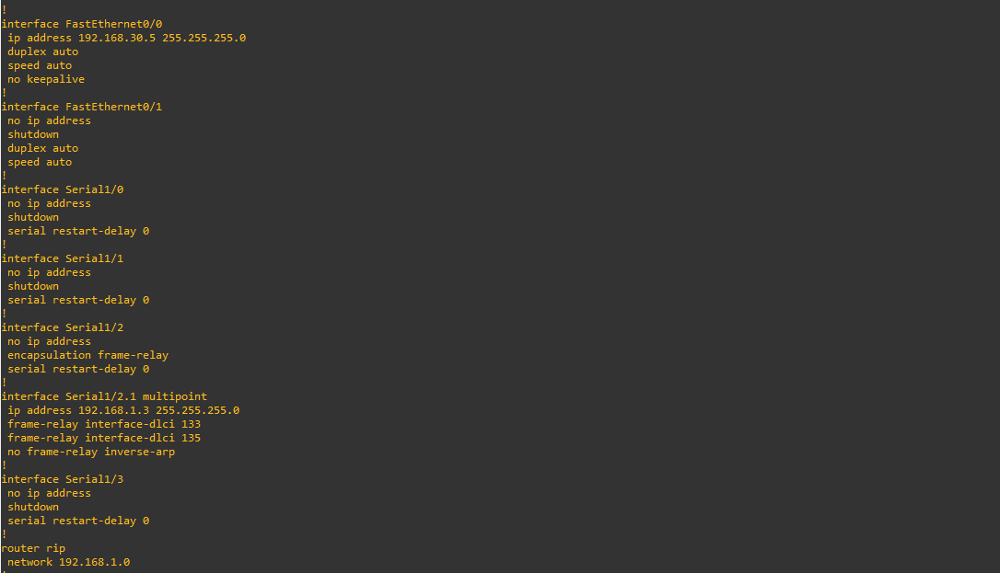 !
interface FastEthernet0/0
 ip address 192.168.30.5 255.255.255.0
 duplex auto
 speed auto
 no keepalive
!
interface FastEthernet0/1
 no ip address
 shutdown
 duplex auto
 speed auto
!
interface Serial1/0
 no ip address
 shutdown
 serial restart-delay 0
!
interface Serial1/1
 no ip address
 shutdown
 serial restart-delay 0
!
interface Serial1/2
 no ip address
 encapsulation frame-relay
 serial restart-delay 0
!
interface Serial1/2.1 multipoint
 ip address 192.168.1.3 255.255.255.0
 frame-relay interface-dlci 133
 frame-relay interface-dlci 135
 no frame-relay inverse-arp
!
interface Serial1/3
 no ip address
 shutdown
 serial restart-delay 0
!
router rip
 network 192.168.1.0